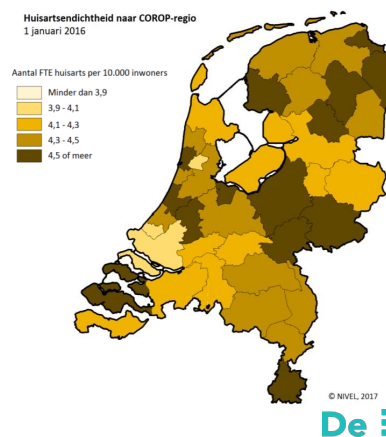 Huisartsendichtheid naar COROP-regio
1 januari 2016
Aantal FTE huisarts per 10.000 inwoners
Minder dan 3,9
3,9 - 4,1
4,1 - 4,3
4,3 - 4,5
4,5 of meer
© NIVEL, 2017
De